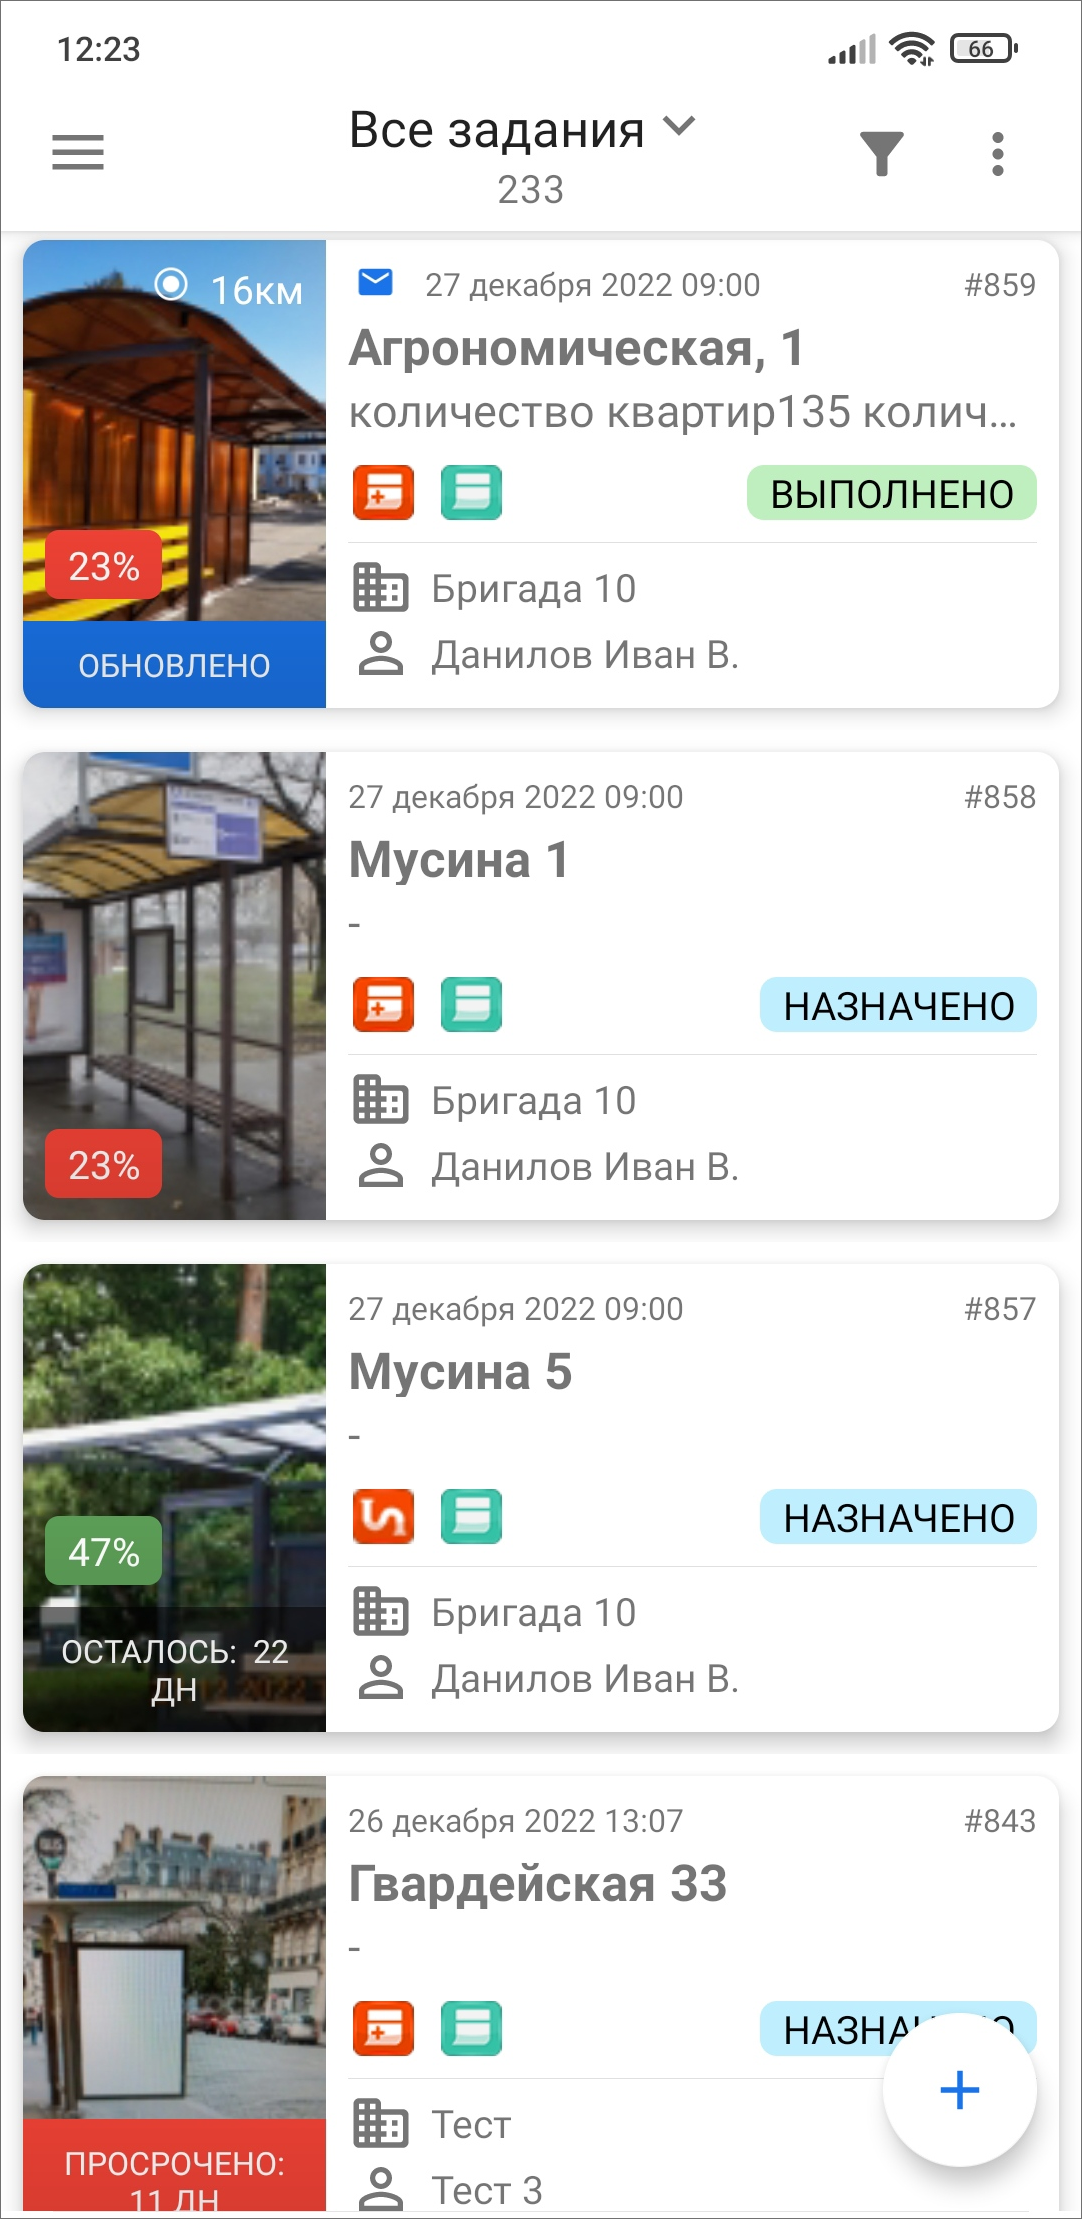 12:23
66
Все задания
233
16км
27 декабря 2022 09:00
#859
Агрономическая, 1
количество квартир135 колич...
ВЫПОЛНЕНО
23%
Бригада 10
ОБНОВЛЕНО
Данилов Иван В.
27 декабря 2022 09:00
#858
Мусина 1
-
НАЗНАЧЕНО
Бригада 10
23%
Данилов Иван В.
27 декабря 2022 09:00
#857
Мусина 5
-
НАЗНАЧЕНО
47%
Бригада 10
ОСТАЛОСЬ: 22
ДН
Данилов Иван В.
26 декабря 2022 13:07
#843
Гвардейская 33
-
Тест
ПРОСРОЧЕНО:
11 ДН
Тест 3